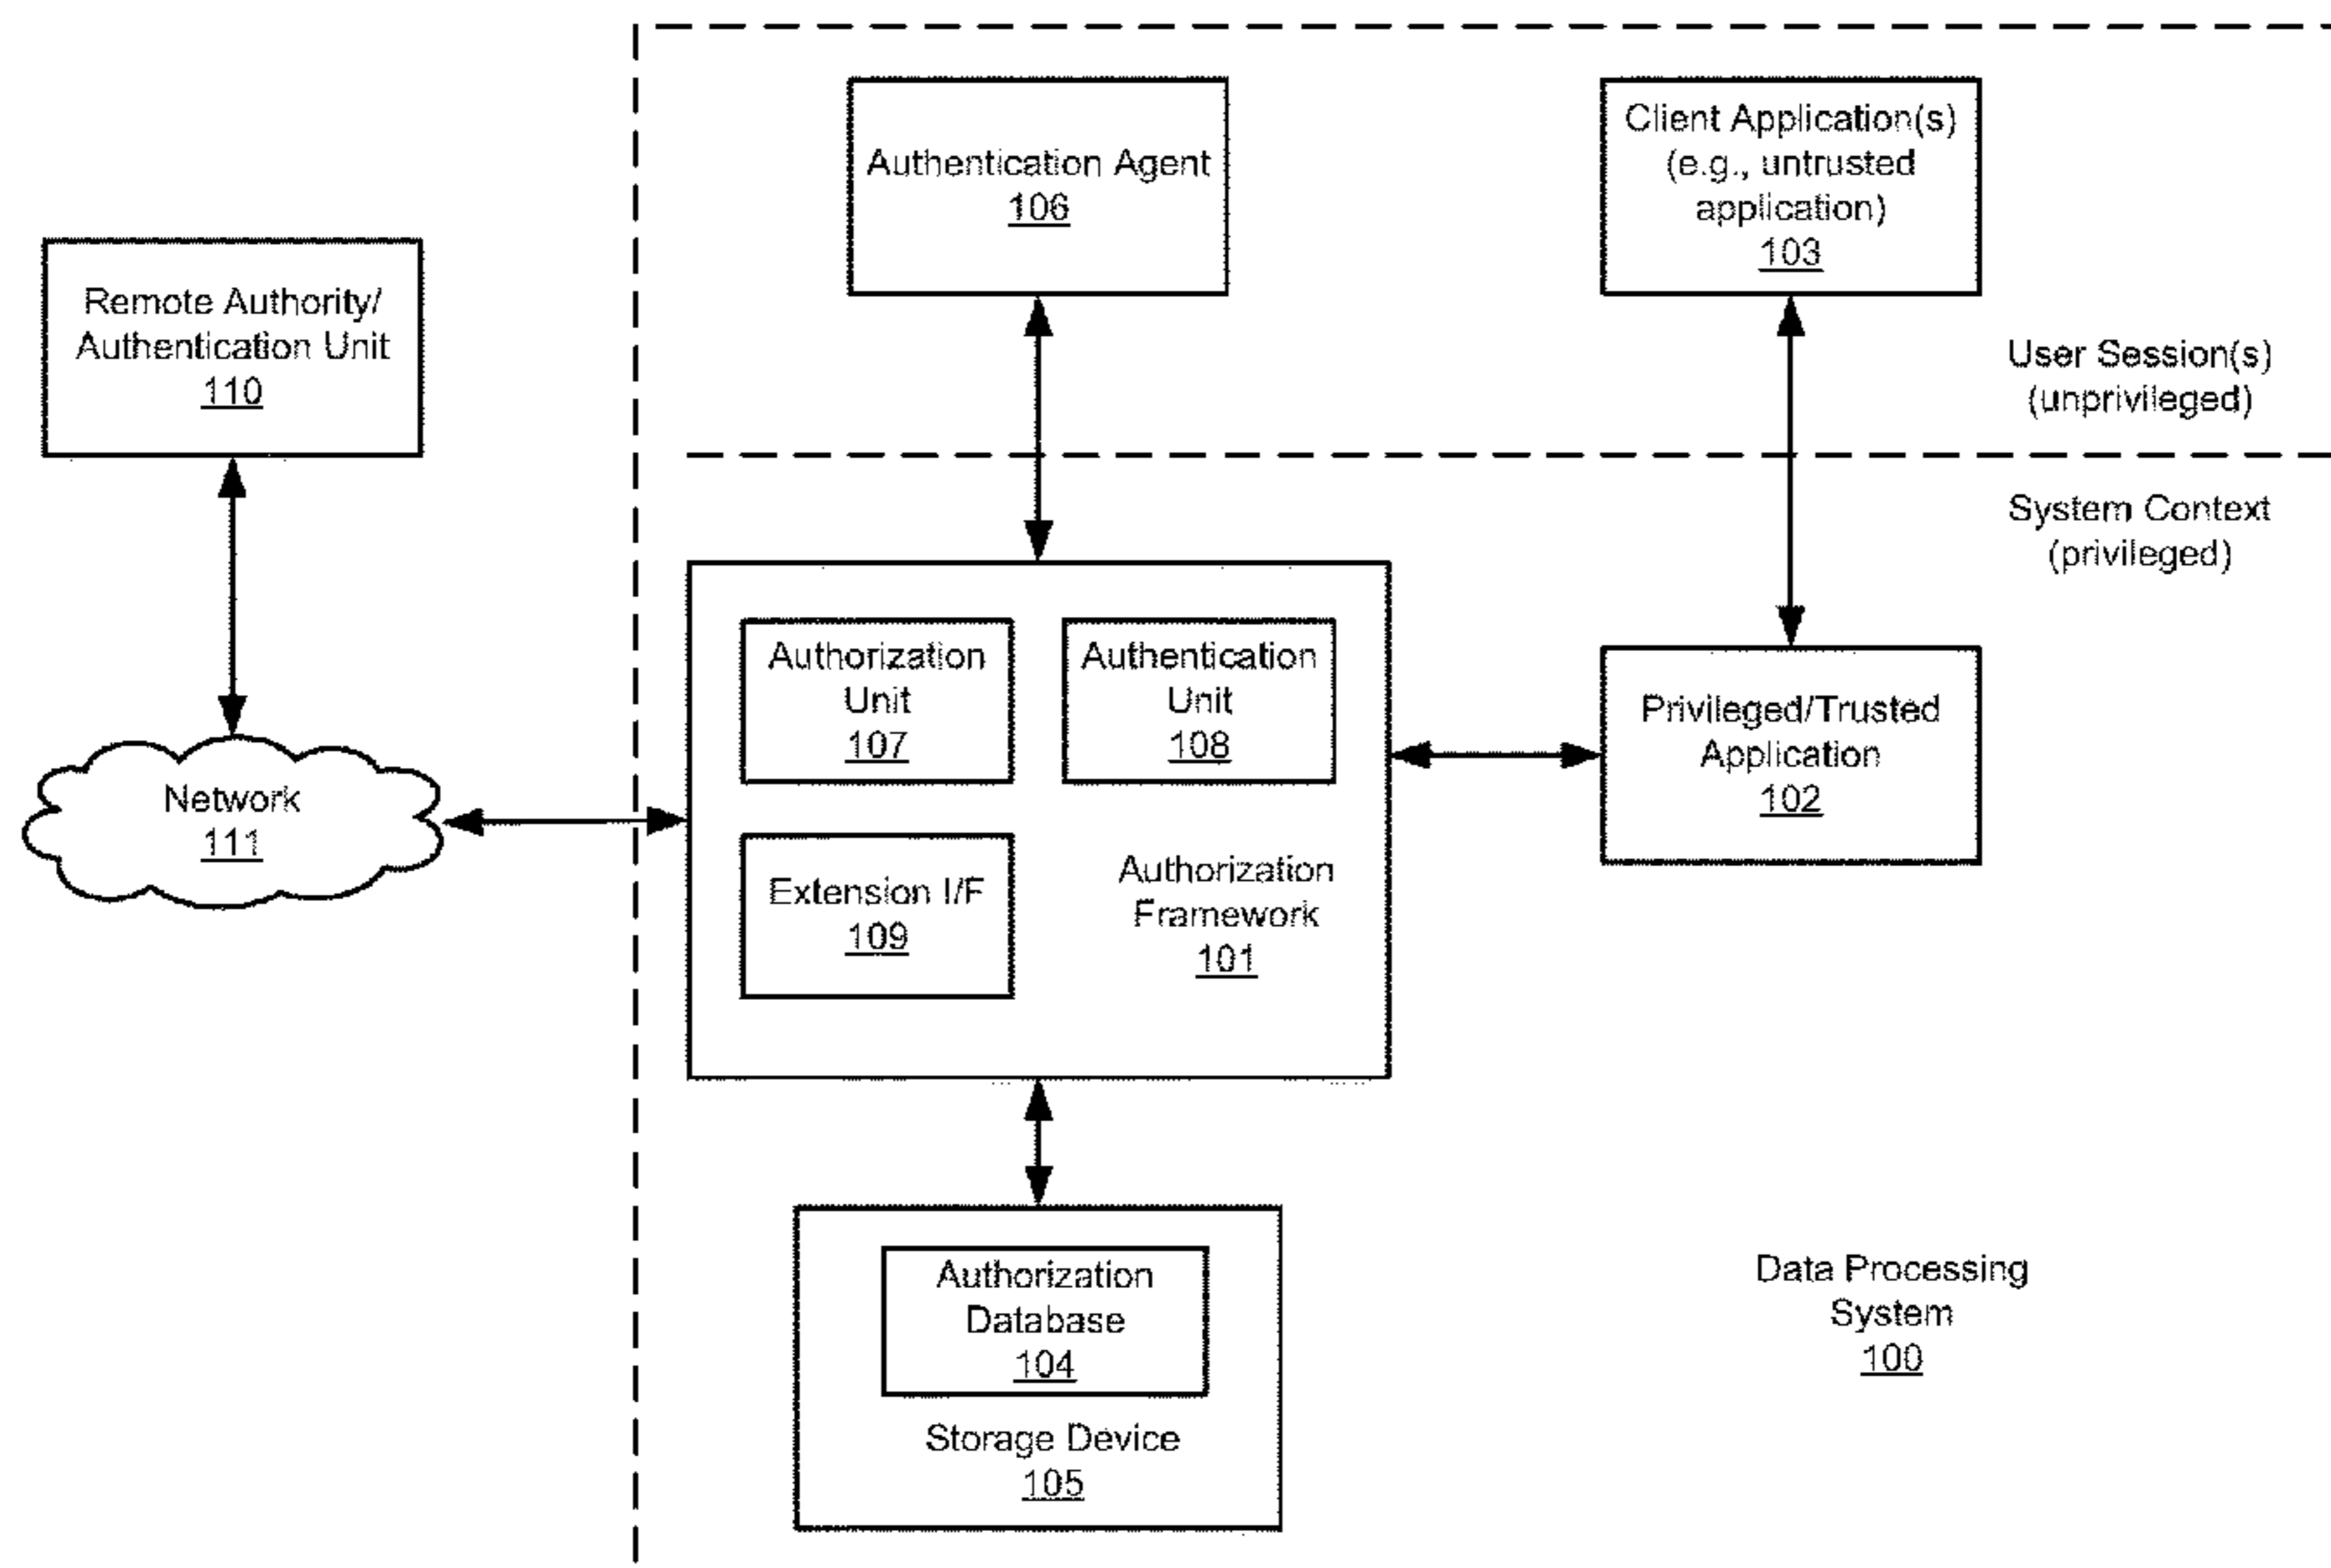 Authentication Agent
106
Client Application(s)
(e.g., untrusted
application)
103
Remote Authority/
Authentication Unit
110
User Session(s)
(unprivileged)
System Context
(privileged)
Authorization
Unit
107
Authentication
Unit
108
Privileged/Trusted
Application
102
Network
111
Extension I/F
109
Authorization
Framework
101
Authorization
Database
104
Storage Device
105
Data Processing
System
100